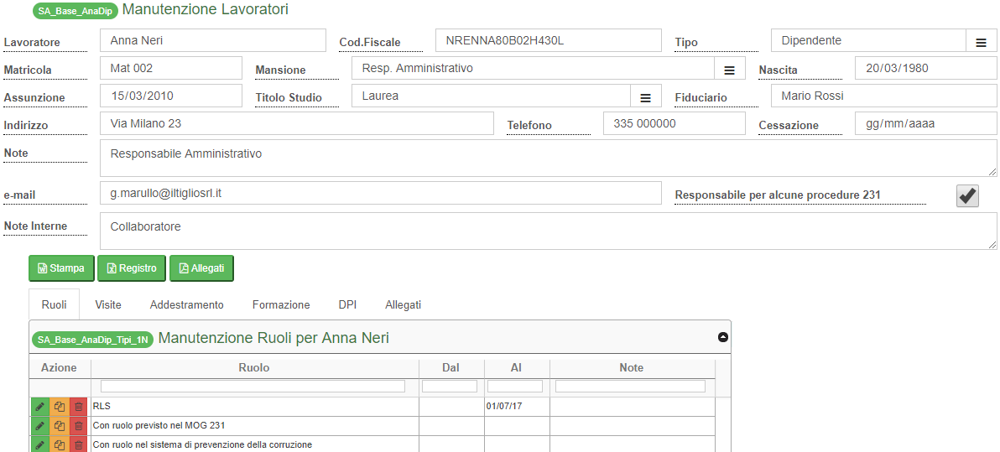 SA_Base_AnaDip Manutenzione Lavoratori
Lavoratore Anna Neri Cod.Fiscale NRENNA80B02H430L Tipo Dipendente
Matricola Mat 002 Mansione Resp. Amministrativo Nascita 20/03/1980
Assunzione 15/03/2010 Titolo Studio Laurea Fiduciario Mario Rossi
Indirizzo Via Milano 23 Telefono 335 000000 Cessazione gg/mm/aaaa
Note Responsabile Amministrativo
e-mail g.marullo@iltigliosrl.it Responsabile per alcune procedure 231
Note Interne Collaboratore
Stampa Registro Allegati
Ruoli Visite Addestramento Formazione DPI Allegati
SA_Base_AnaDip_Tipi_1N Manutenzione Ruoli per Anna Neri
Azione Ruolo Dal Al Note
RLS 01/07/17
Con ruolo previsto nel MOG 231
Con ruolo nel sistema di prevenzione della corruzione